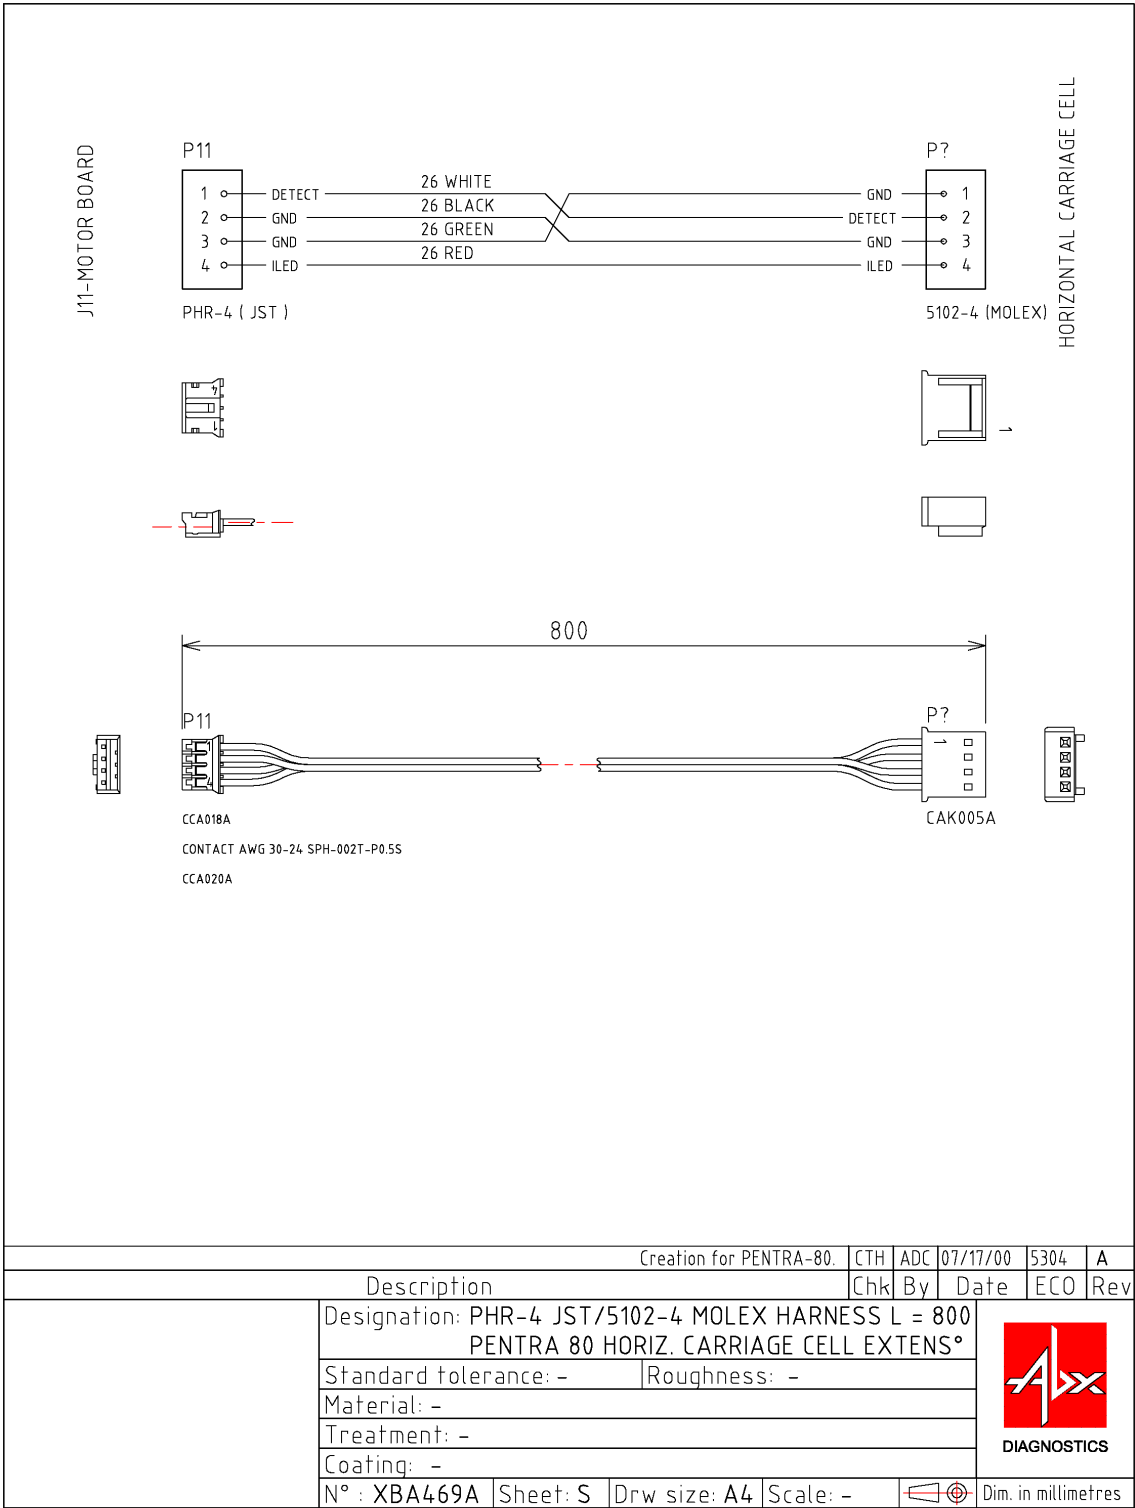 J11-MOTOR BOARD
P11
P?
HORIZONTAL CARRIAGE CELL
1 DETECT 26 WHITE GND 1
2 GND 26 BLACK DETECT 2
3 GND 26 GREEN GND 3
4 ILED 26 RED ILED 4
PHR-4 ( JST )
5102-4 (MOLEX)
4
1
1
800
P11
P?
1
4
CCA018A
CAK005A
CONTACT AWG 30-24 SPH-002T-P0.5S
CCA020A
Creation for PENTRA-80. CTH ADC 07/17/00 5304 A
Description Chk By Date ECO Rev
Designation: PHR-4 JST/5102-4 MOLEX HARNESS L = 800
PENTRA 80 HORIZ. CARRIAGE CELL EXTENS°
Standard tolerance: - Roughness: -
Material: -
Treatment: -
Coating: -
Abx
DIAGNOSTICS
N° : XBA469A Sheet: S Drw size: A4 Scale: - Dim. in millimetres